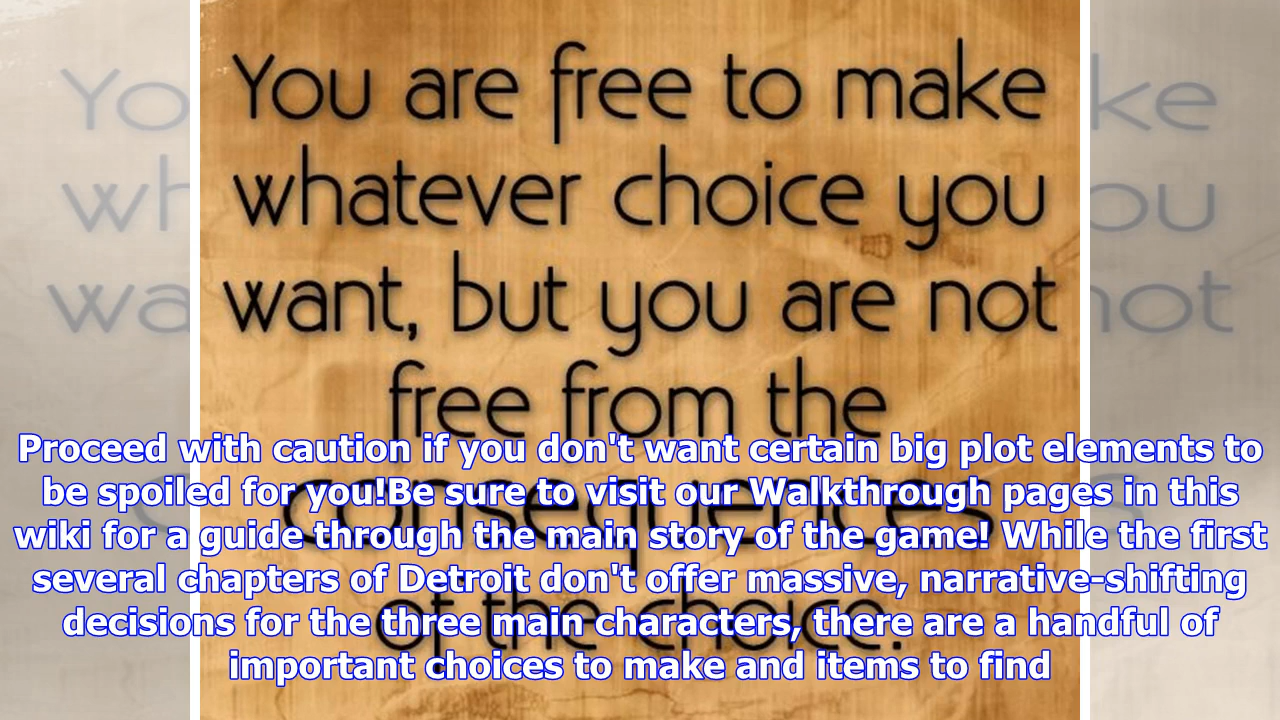 You are free to make
whatever choice you
want, but you are not
free from the
consequences
of the choice.
Proceed with caution if you don't want certain big plot elements to
be spoiled for you!Be sure to visit our Walkthrough pages in this
wiki for a guide through the main story of the game! While the first
several chapters of Detroit don't offer massive, narrative-shifting
decisions for the three main characters, there are a handful of
important choices to make and items to find